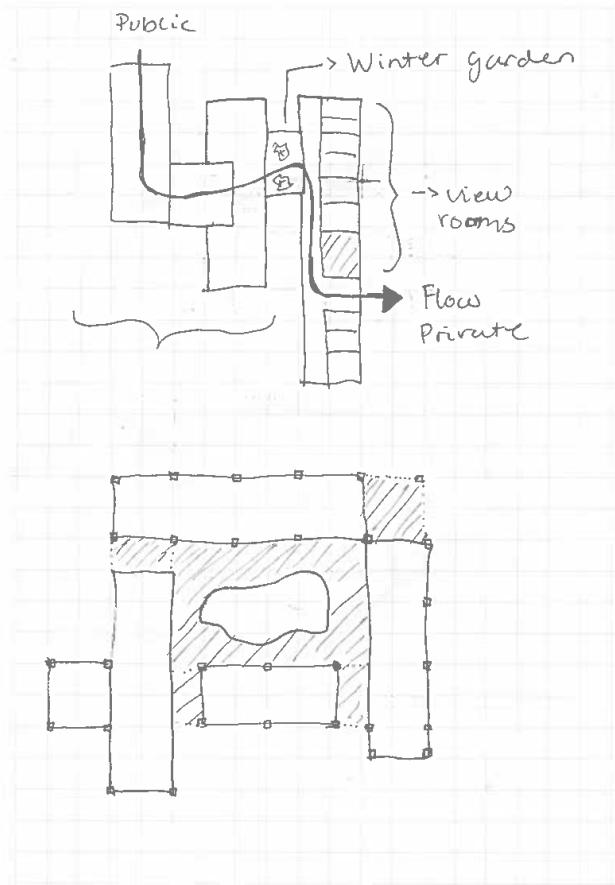 Public
-> Winter garden
-> view
rooms
Flow
Private